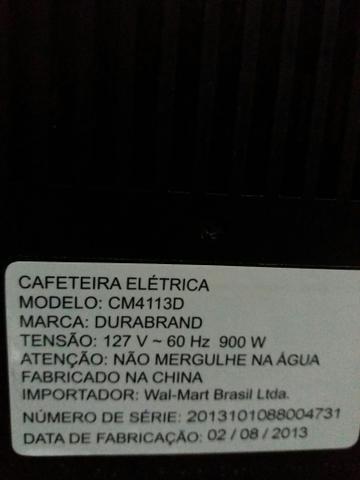 CAFETEIRA ELÉTRICA
MODELO: CM4113D
MARCA: DURABRAND
TENSÃO: 127 V ~ 60 Hz 900 W
ATENÇÃO: NÃO MERGULHE NA ÁGUA
FABRICADO NA CHINA
IMPORTADOR: Wal-Mart Brasil Ltda.
NÚMERO DE SÉRIE: 2013101088004731
DATA DE FABRICAÇÃO: 02 / 08 / 2013